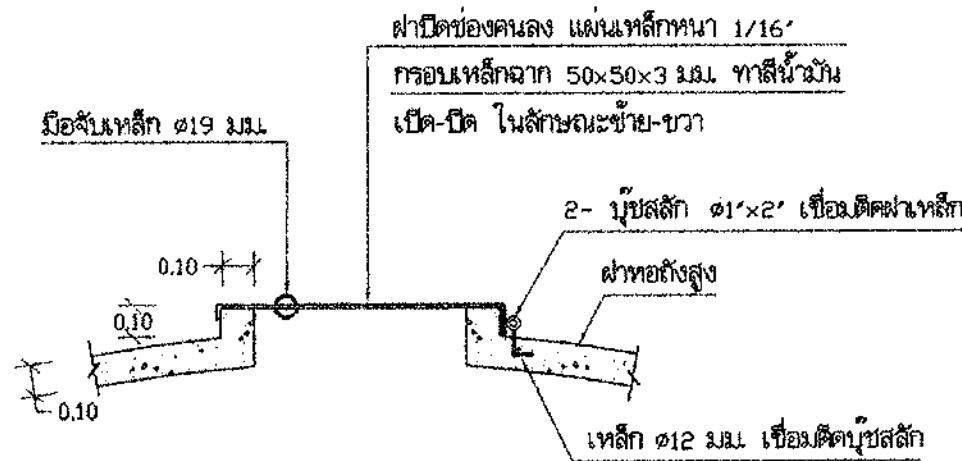 ฝาปิดช่องคนลง แผ่นเหล็กหนา 1/16"
กรอบเหล็กฉาก 50x50x3 มม. ทาสีน้ำมัน
เปิด-ปิด ในลักษณะซ้าย-ขวา
มือจับเหล็ก ø19 มม.
2- บุ๊ชสลัก ø1"x2" เชื่อมติดฝาเหล็ก
0.10
ฝาหอถังสูง
0.10
0.10
เหล็ก ø12 มม. เชื่อมติดบุ๊ชสลัก